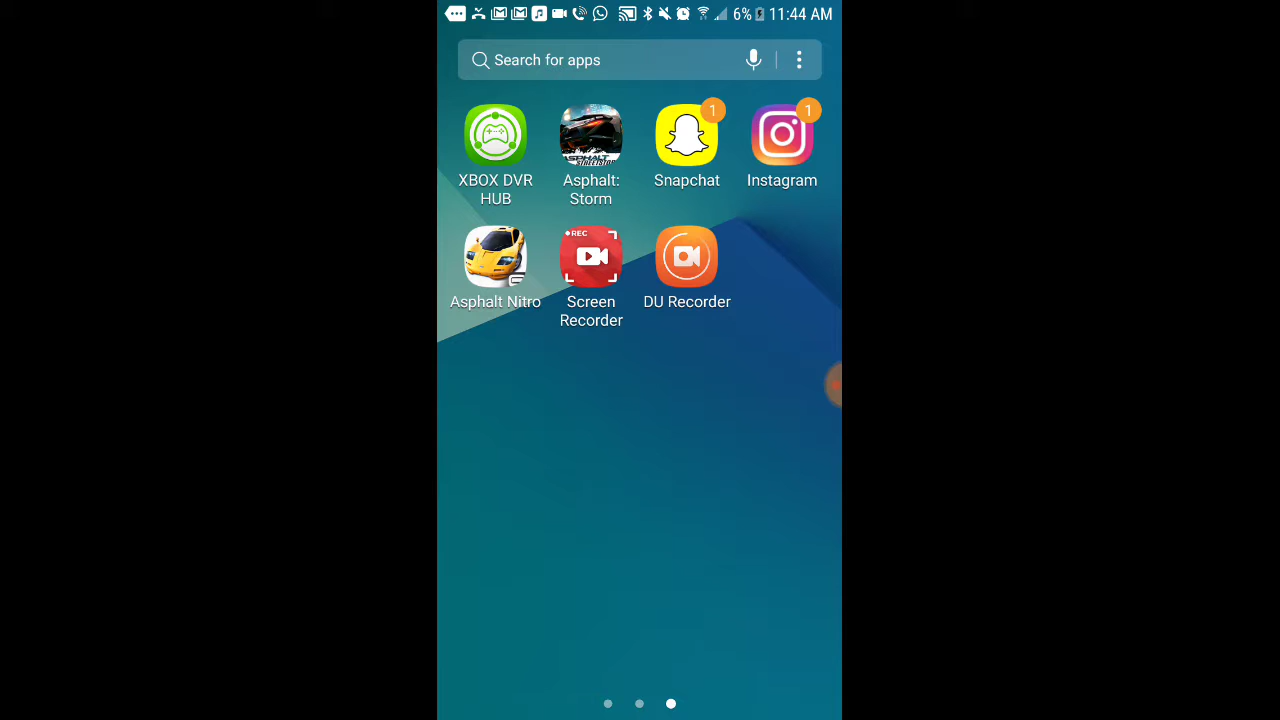 6% 11:44 AM
Search for apps
1
1
XBOX DVR
HUB
Asphalt:
Storm
Snapchat
Instagram
REC
Asphalt Nitro
Screen
Recorder
DU Recorder